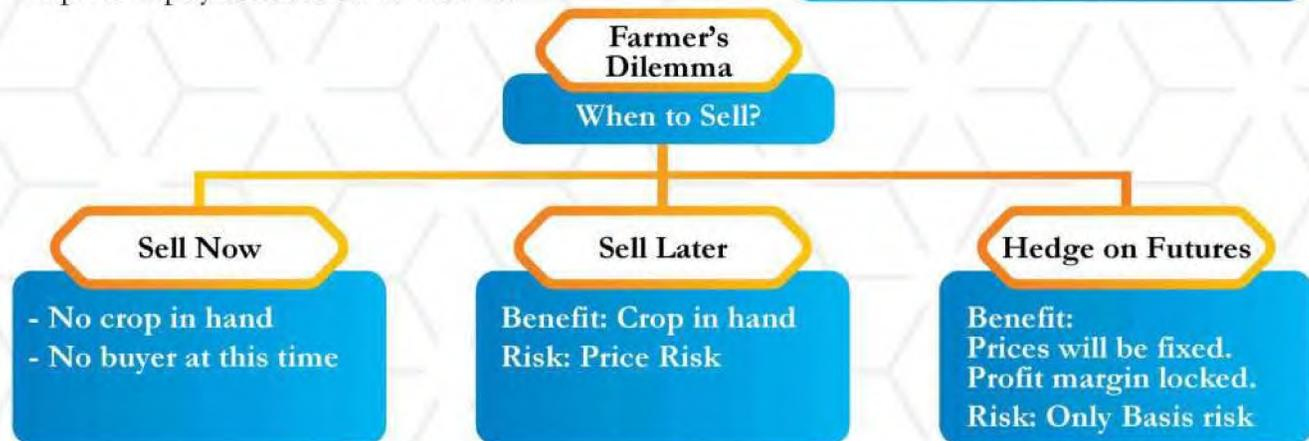 Farmer's
Dilemma
When to Sell?
Sell Now
- No crop in hand
- No buyer at this time
Sell Later
Benefit: Crop in hand
Risk: Price Risk
Hedge on Futures
Benefit:
Prices will be fixed.
Profit margin locked.
Risk: Only Basis risk